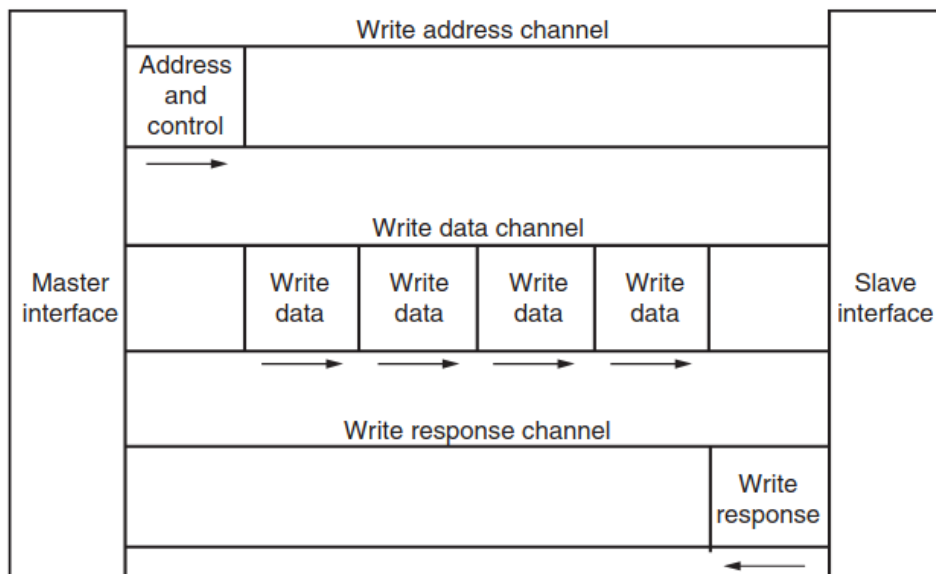 Write address channel
Address
and
control
Write data channel
Master
interface
Write
data
Write
data
Write
data
Write
data
Slave
interface
Write response channel
Write
response